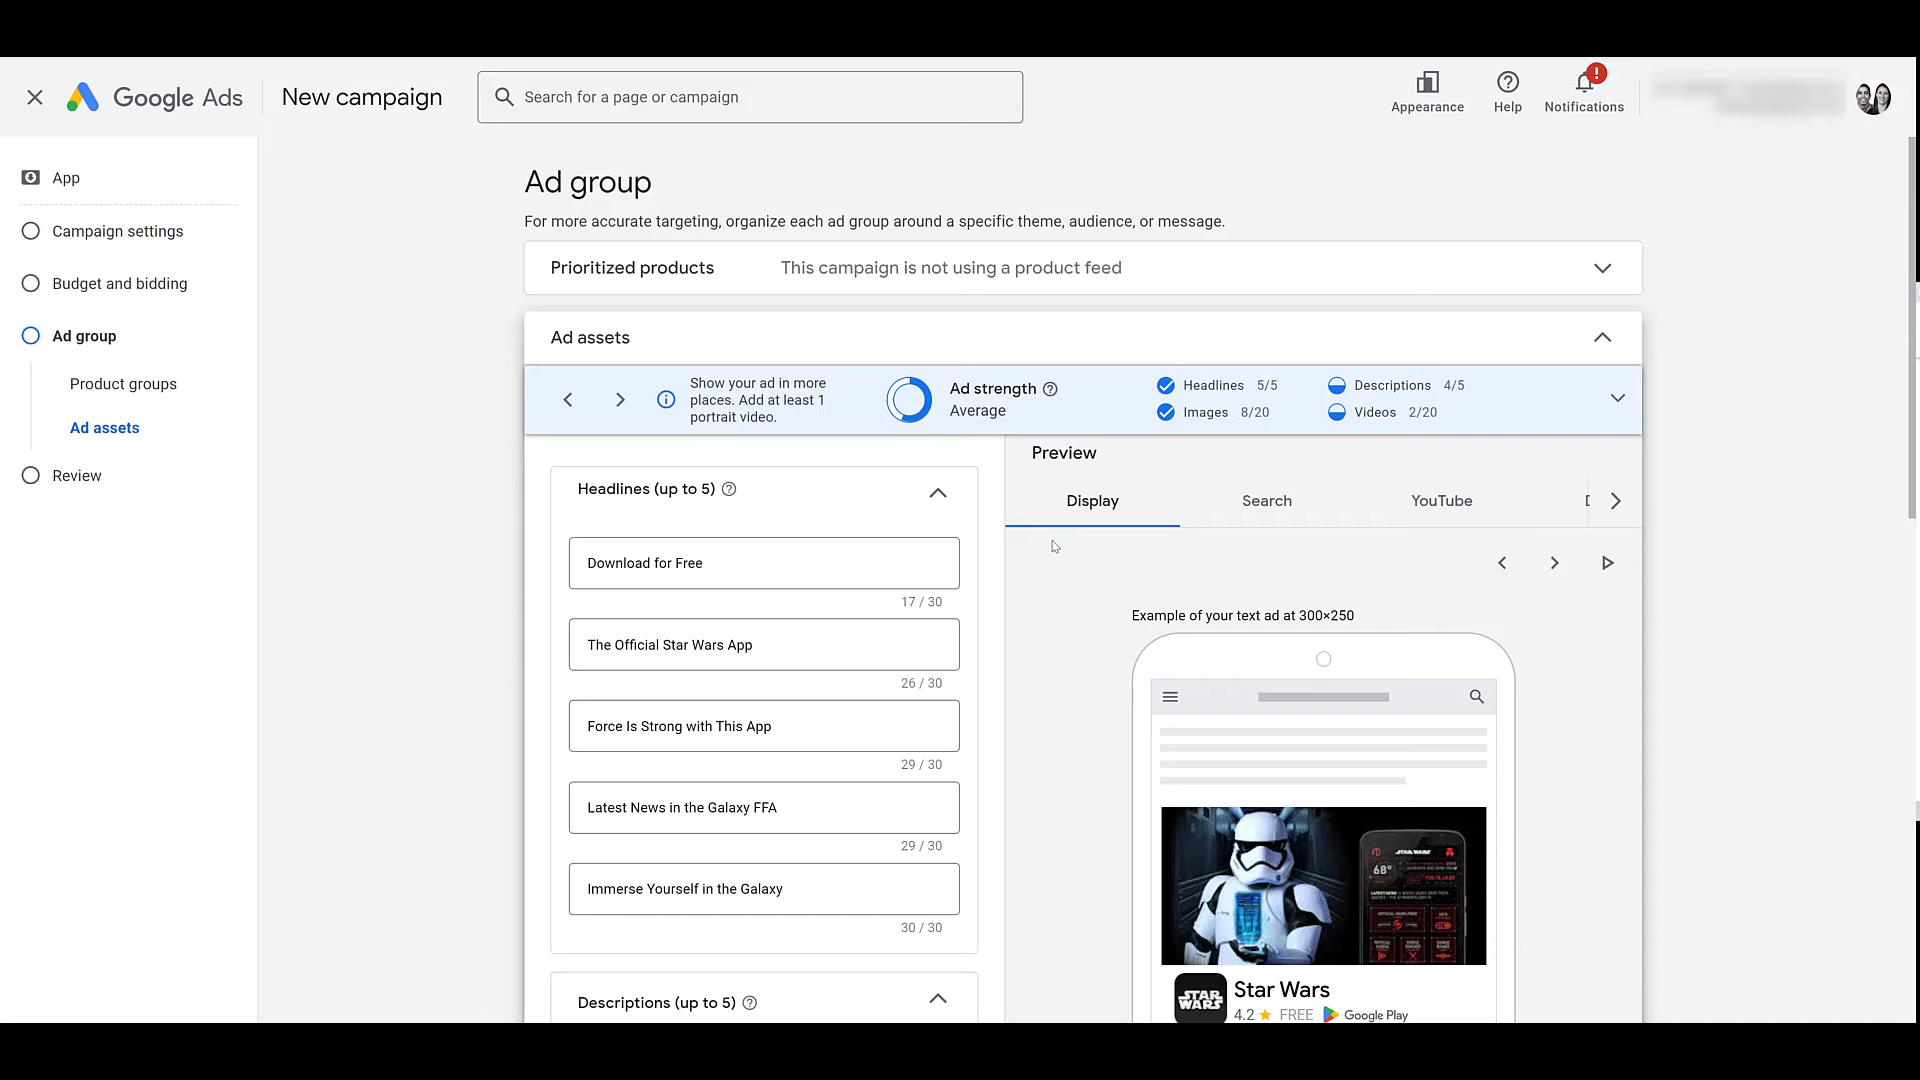 Google Ads
New campaign
Search for a page or campaign
Appearance
Help
!
Notifications
App
Campaign settings
Budget and bidding
Ad group
Product groups
Ad assets
Review
Ad group
For more accurate targeting, organize each ad group around a specific theme, audience, or message.
Prioritized products This campaign is not using a product feed
Ad assets
Show your ad in more
places. Add at least 1
portrait video.
Ad strength
Average
Headlines 5/5
Images 8/20
Descriptions 4/5
Videos 2/20
Headlines (up to 5)
Download for Free
17 / 30
The Official Star Wars App
26 / 30
Force Is Strong with This App
29 / 30
Latest News in the Galaxy FFA
29 / 30
Immerse Yourself in the Galaxy
30 / 30
Descriptions (up to 5)
Preview
Display
Search
YouTube
Example of your text ad at 300×250
STAR WARS
68°
STAR
WARS
Star Wars
4.2 FREE Google Play